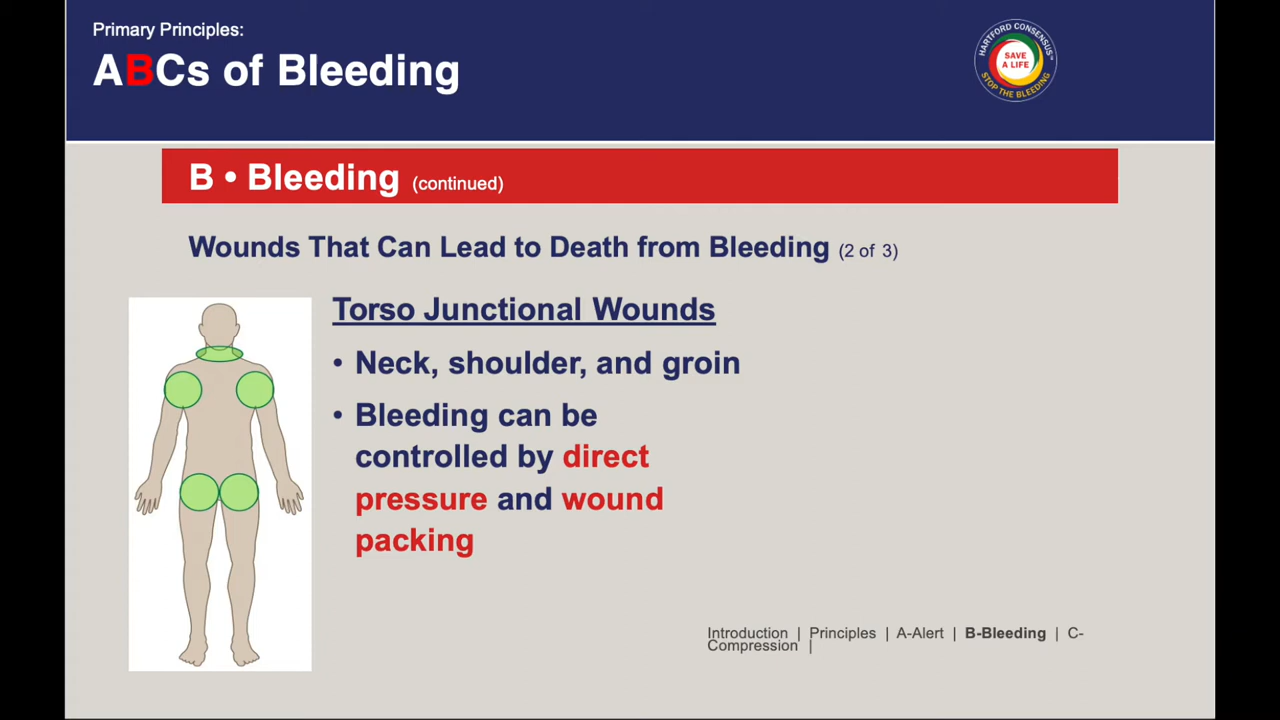 Primary Principles:
ABCs of Bleeding
HARTFORD CONSENSUS™
SAVE
A LIFE
STOP THE BLEEDING
B • Bleeding (continued)
Wounds That Can Lead to Death from Bleeding (2 of 3)
Torso Junctional Wounds
• Neck, shoulder, and groin
• Bleeding can be
controlled by direct
pressure and wound
packing
Introduction | Principles | A-Alert | B-Bleeding | C-
Compression |